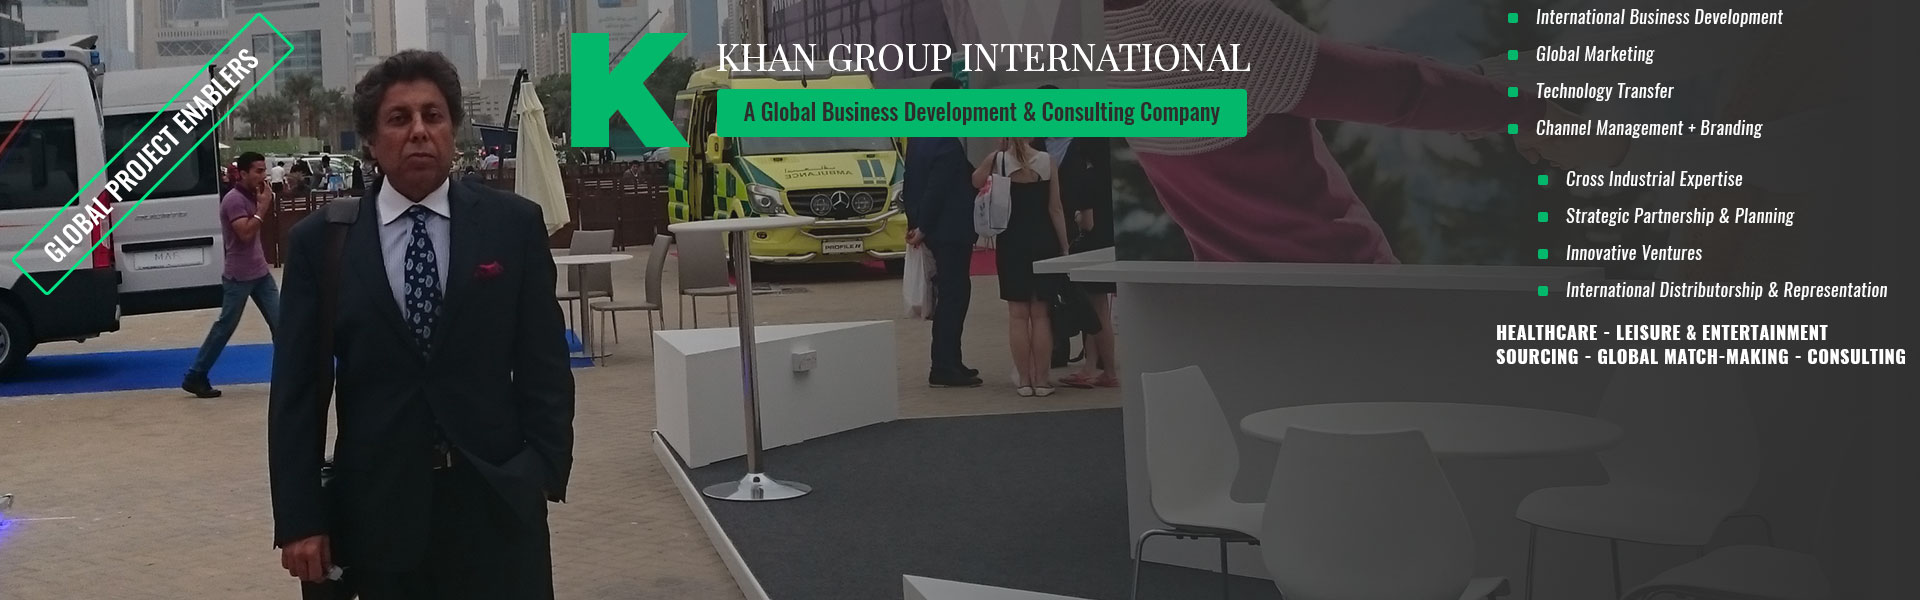 GLOBAL PROJECT ENABLERS
K
KHAN GROUP INTERNATIONAL
A Global Business Development & Consulting Company
International Business Development
Global Marketing
Technology Transfer
Channel Management + Branding
Cross Industrial Expertise
Strategic Partnership & Planning
Innovative Ventures
International Distributorship & Representation
HEALTHCARE - LEISURE & ENTERTAINMENT
SOURCING - GLOBAL MATCH-MAKING - CONSULTING
AMBULANCE
PROFILE